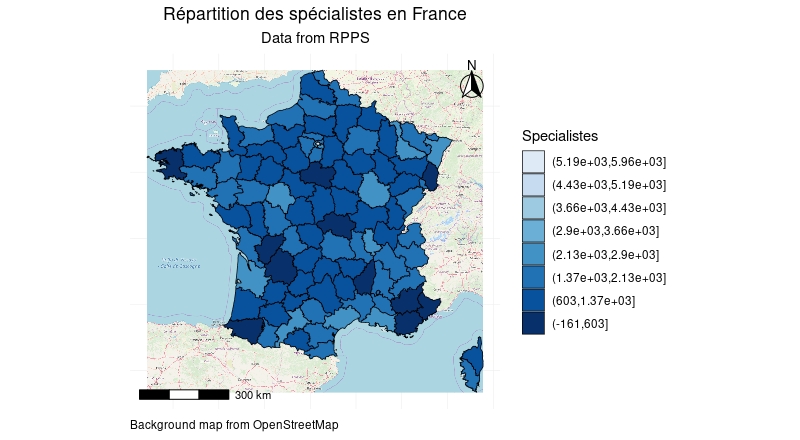 Répartition des spécialistes en France
Data from RPPS
N
Specialistes
(5.19e+03,5.96e+03]
(4.43e+03,5.19e+03]
(3.66e+03,4.43e+03]
(2.9e+03,3.66e+03]
(2.13e+03,2.9e+03]
(1.37e+03,2.13e+03]
(603,1.37e+03]
(-161,603]
300 km
Background map from OpenStreetMap